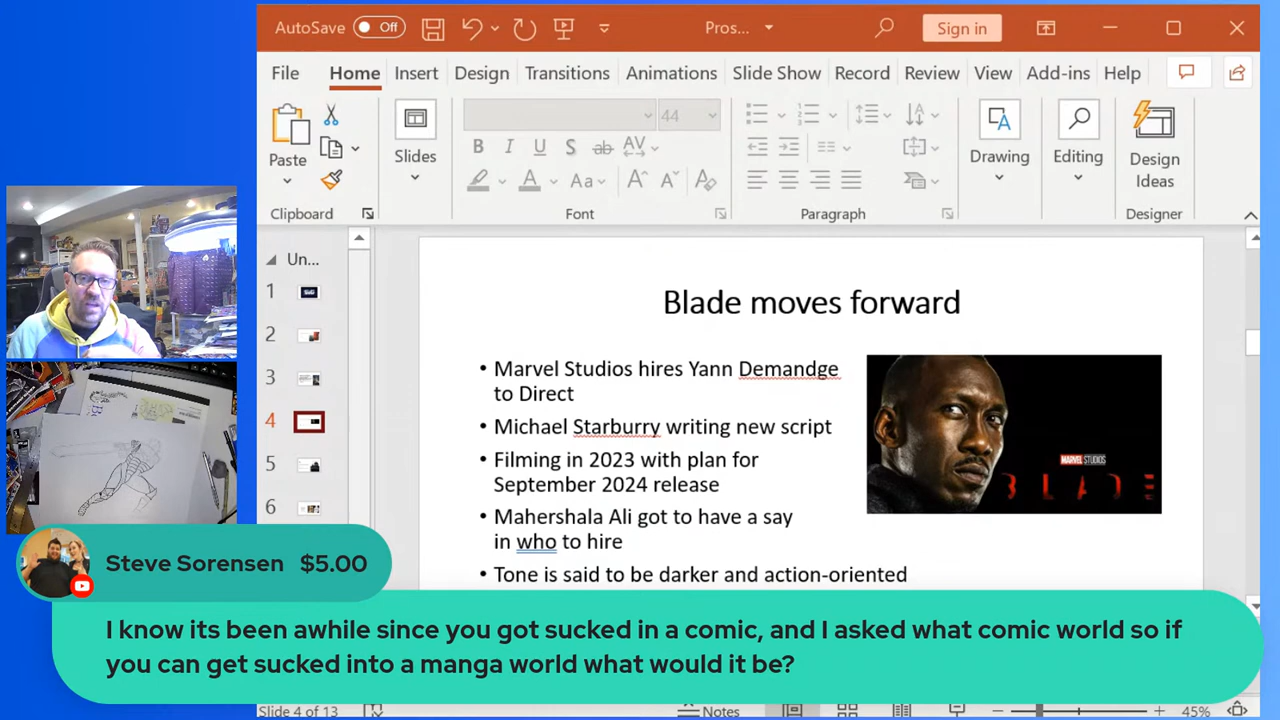 AutoSave Off Pros... Sign in
File Home Insert Design Transitions Animations Slide Show Record Review View Add-ins Help
44
Paste Slides B I U S ab AV Drawing Editing Design Ideas
A Aa A A A
Clipboard Font Paragraph Designer
Un...
1
2
3
4
5
6
Blade moves forward
• Marvel Studios hires Yann Demandge
to Direct
• Michael Starburry writing new script
• Filming in 2023 with plan for
September 2024 release
• Mahershala Ali got to have a say
in who to hire
• Tone is said to be darker and action-oriented
MARVEL STUDIOS
BLADE
Steve Sorensen $5.00
I know its been awhile since you got sucked in a comic, and I asked what comic world so if
you can get sucked into a manga world what would it be?
Slide 4 of 13 Notes 45%